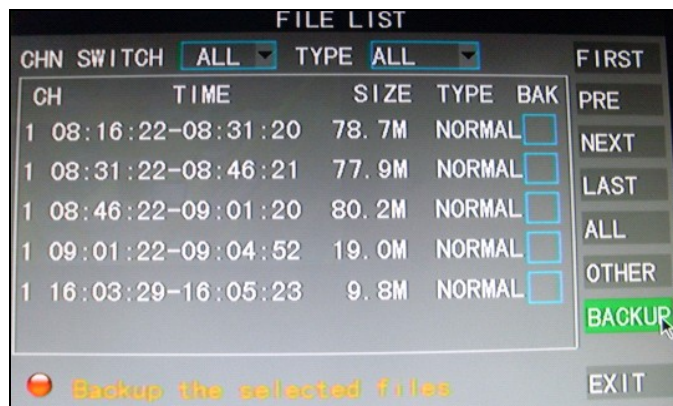 FILE LIST
CHN SWITCH ALL TYPE ALL
CH TIME SIZE TYPE BAK
1 08:16:22-08:31:20 78.7M NORMAL
1 08:31:22-08:46:21 77.9M NORMAL
1 08:46:22-09:01:20 80.2M NORMAL
1 09:01:22-09:04:52 19.0M NORMAL
1 16:03:29-16:05:23 9.8M NORMAL
FIRST
PRE
NEXT
LAST
ALL
OTHER
BACKUP
EXIT
Backup the selected files